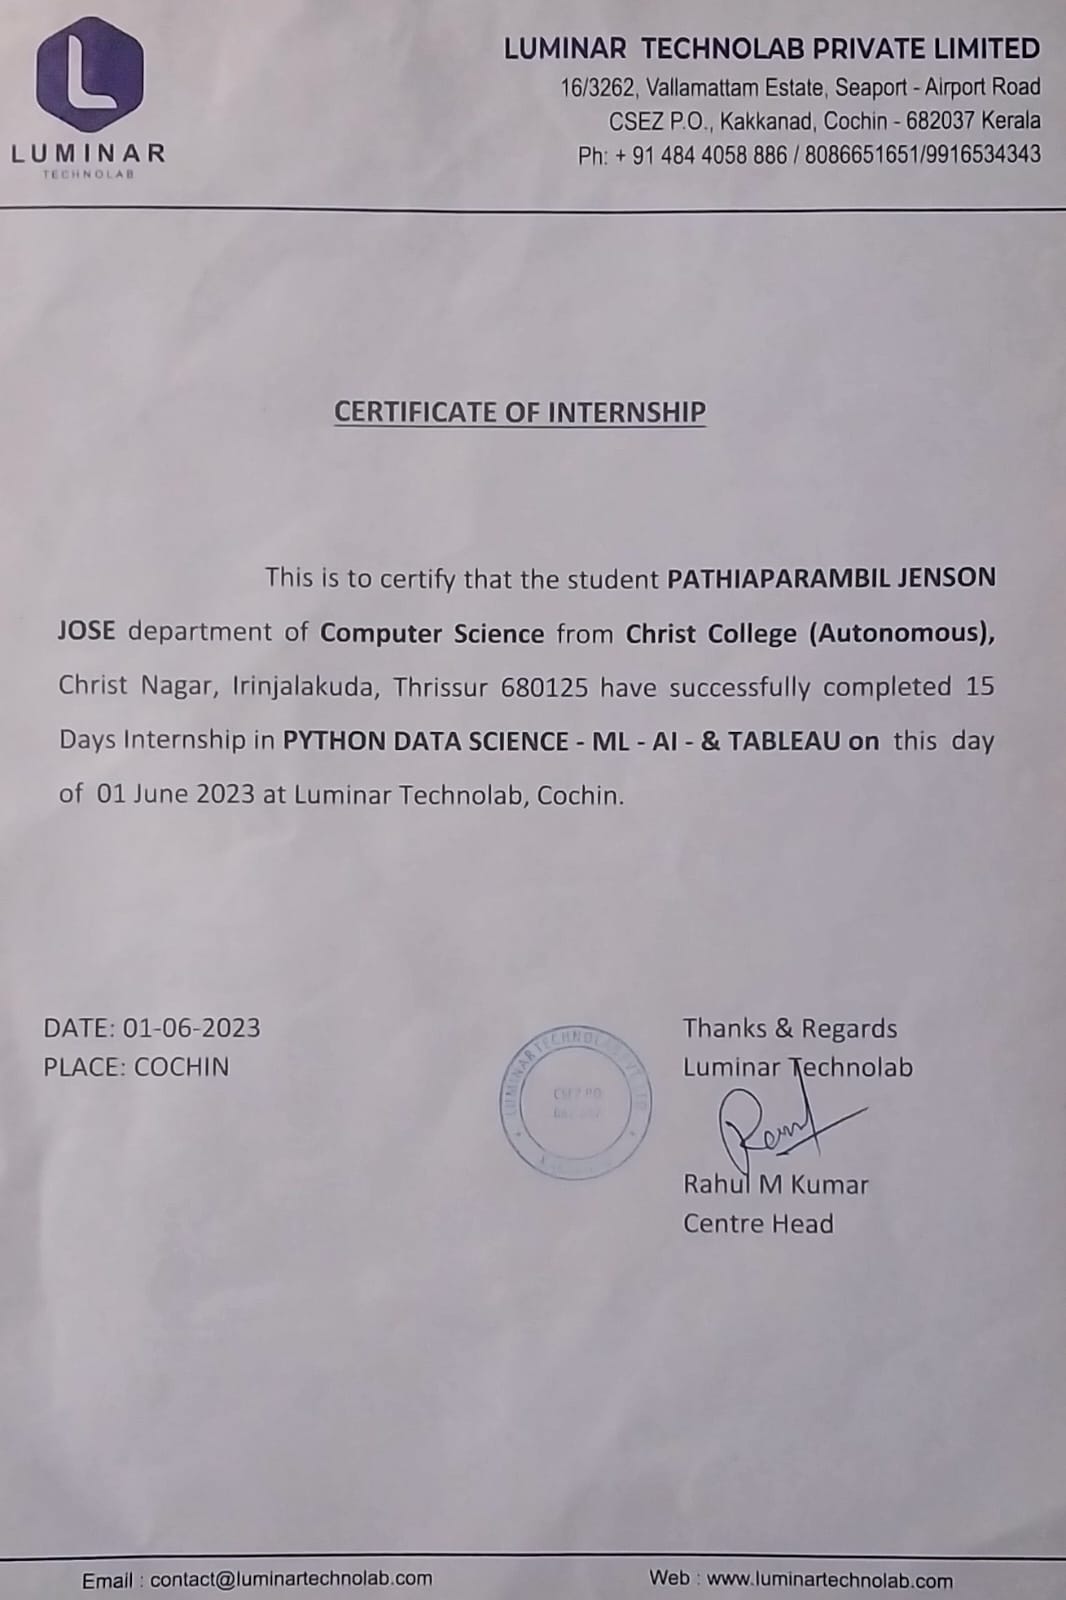 LUMINAR
TECHNOLAB
LUMINAR TECHNOLAB PRIVATE LIMITED
16/3262, Vallamattam Estate, Seaport - Airport Road
CSEZ P.O., Kakkanad, Cochin - 682037 Kerala
Ph: + 91 484 4058 886 / 8086651651/9916534343
CERTIFICATE OF INTERNSHIP
This is to certify that the student PATHIAPARAMBIL JENSON
JOSE department of Computer Science from Christ College (Autonomous),
Christ Nagar, Irinjalakuda, Thrissur 680125 have successfully completed 15
Days Internship in PYTHON DATA SCIENCE - ML - AI - & TABLEAU on this day
of 01 June 2023 at Luminar Technolab, Cochin.
DATE: 01-06-2023
PLACE: COCHIN
LUMINAR TECHNOLAB
CSEZ P.O
Thanks & Regards
Luminar Technolab
Rahul M Kumar
Centre Head
Email : contact@luminartechnolab.com
Web : www.luminartechnolab.com